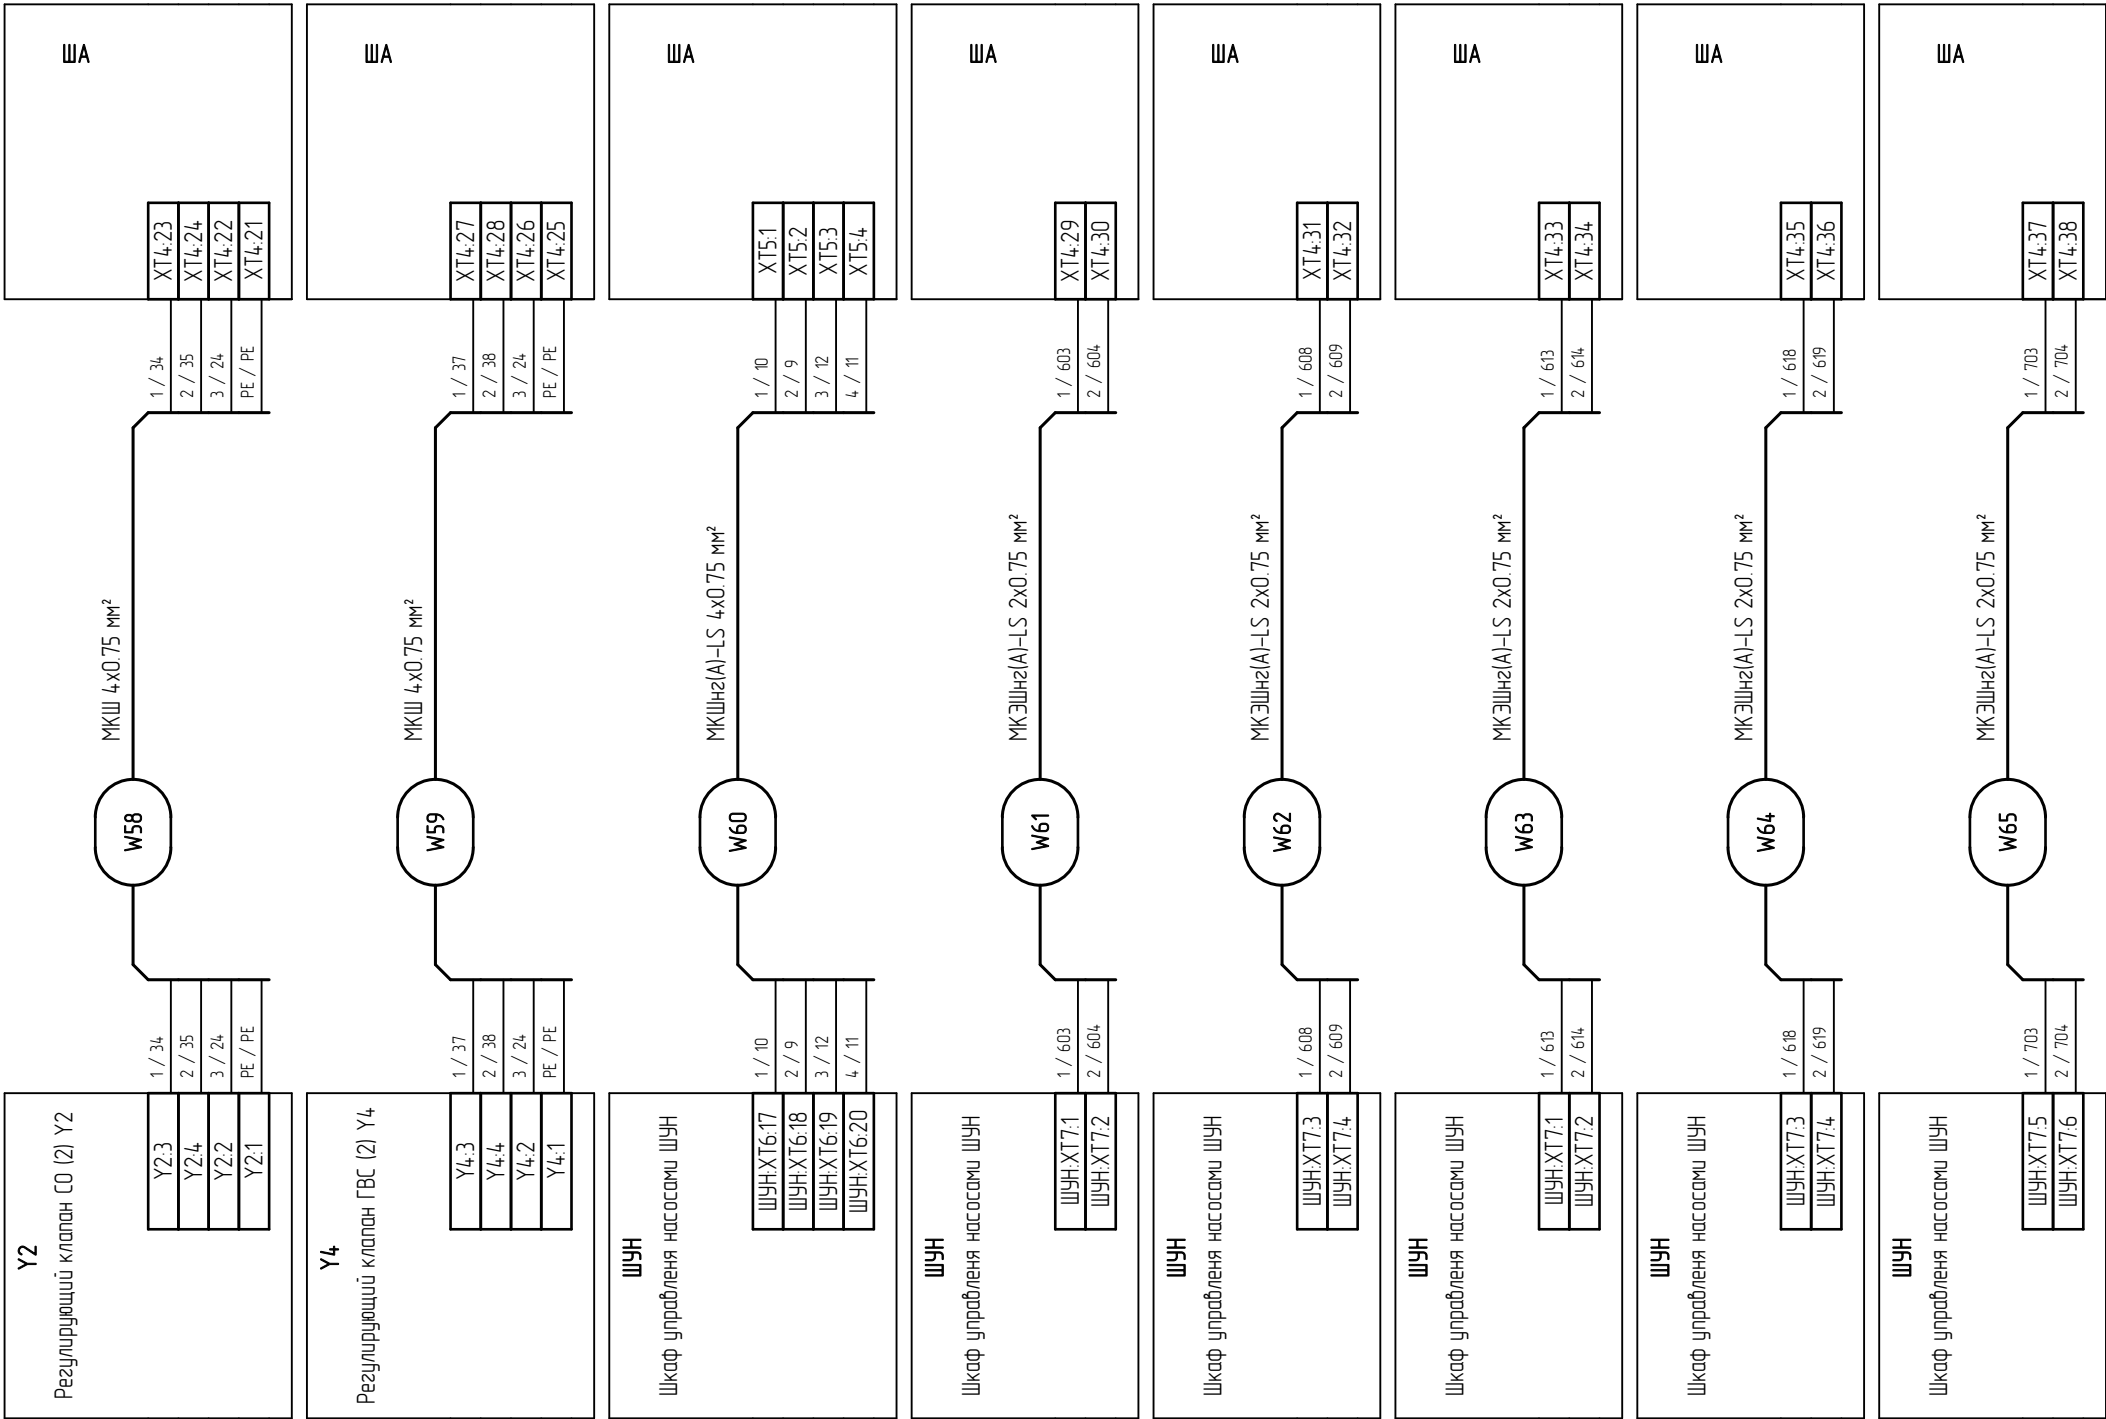 Y2
Регулирующий клапан СО (2) Y2
Y2:3
Y2:4
Y2:2
Y2:1
1 / 34
2 / 35
3 / 24
PE / PE
W58
МКШ 4x0.75 мм²
1 / 34
2 / 35
3 / 24
PE / PE
XT4:23
XT4:24
XT4:22
XT4:21
ША
Y4
Регулирующий клапан ГВС (2) Y4
Y4:3
Y4:4
Y4:2
Y4:1
1 / 37
2 / 38
3 / 24
PE / PE
W59
МКШ 4x0.75 мм²
1 / 37
2 / 38
3 / 24
PE / PE
XT4:27
XT4:28
XT4:26
XT4:25
ША
ШУН
Шкаф управленя насосами ШУН
ШУН:XT6:17
ШУН:XT6:18
ШУН:XT6:19
ШУН:XT6:20
1 / 10
2 / 9
3 / 12
4 / 11
W60
МКШнг(А)-LS 4x0.75 мм²
1 / 10
2 / 9
3 / 12
4 / 11
XT5:1
XT5:2
XT5:3
XT5:4
ША
ШУН
Шкаф управленя насосами ШУН
ШУН:XT7:1
ШУН:XT7:2
1 / 603
2 / 604
W61
МКЭШнг(А)-LS 2x0.75 мм²
1 / 603
2 / 604
XT4:29
XT4:30
ША
ШУН
Шкаф управленя насосами ШУН
ШУН:XT7:3
ШУН:XT7:4
1 / 608
2 / 609
W62
МКЭШнг(А)-LS 2x0.75 мм²
1 / 608
2 / 609
XT4:31
XT4:32
ША
ШУН
Шкаф управленя насосами ШУН
ШУН:XT7:1
ШУН:XT7:2
1 / 613
2 / 614
W63
МКЭШнг(А)-LS 2x0.75 мм²
1 / 613
2 / 614
XT4:33
XT4:34
ША
ШУН
Шкаф управленя насосами ШУН
ШУН:XT7:3
ШУН:XT7:4
1 / 618
2 / 619
W64
МКЭШнг(А)-LS 2x0.75 мм²
1 / 618
2 / 619
XT4:35
XT4:36
ША
ШУН
Шкаф управленя насосами ШУН
ШУН:XT7:5
ШУН:XT7:6
1 / 703
2 / 704
W65
МКЭШнг(А)-LS 2x0.75 мм²
1 / 703
2 / 704
XT4:37
XT4:38
ША